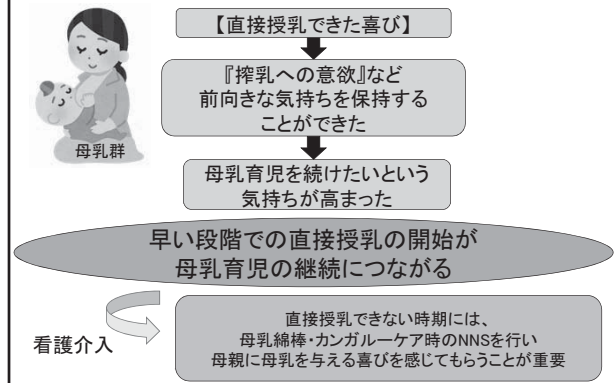 【直接授乳できた喜び】
『搾乳への意欲』など
前向きな気持ちを保持する
ことができた
母乳群
母乳育児を続けたいという
気持ちが高まった
早い段階での直接授乳の開始が
母乳育児の継続につながる
看護介入
直接授乳できない時期には、
母乳綿棒・カンガルーケア時のNNSを行い
母親に母乳を与える喜びを感じてもらうことが重要